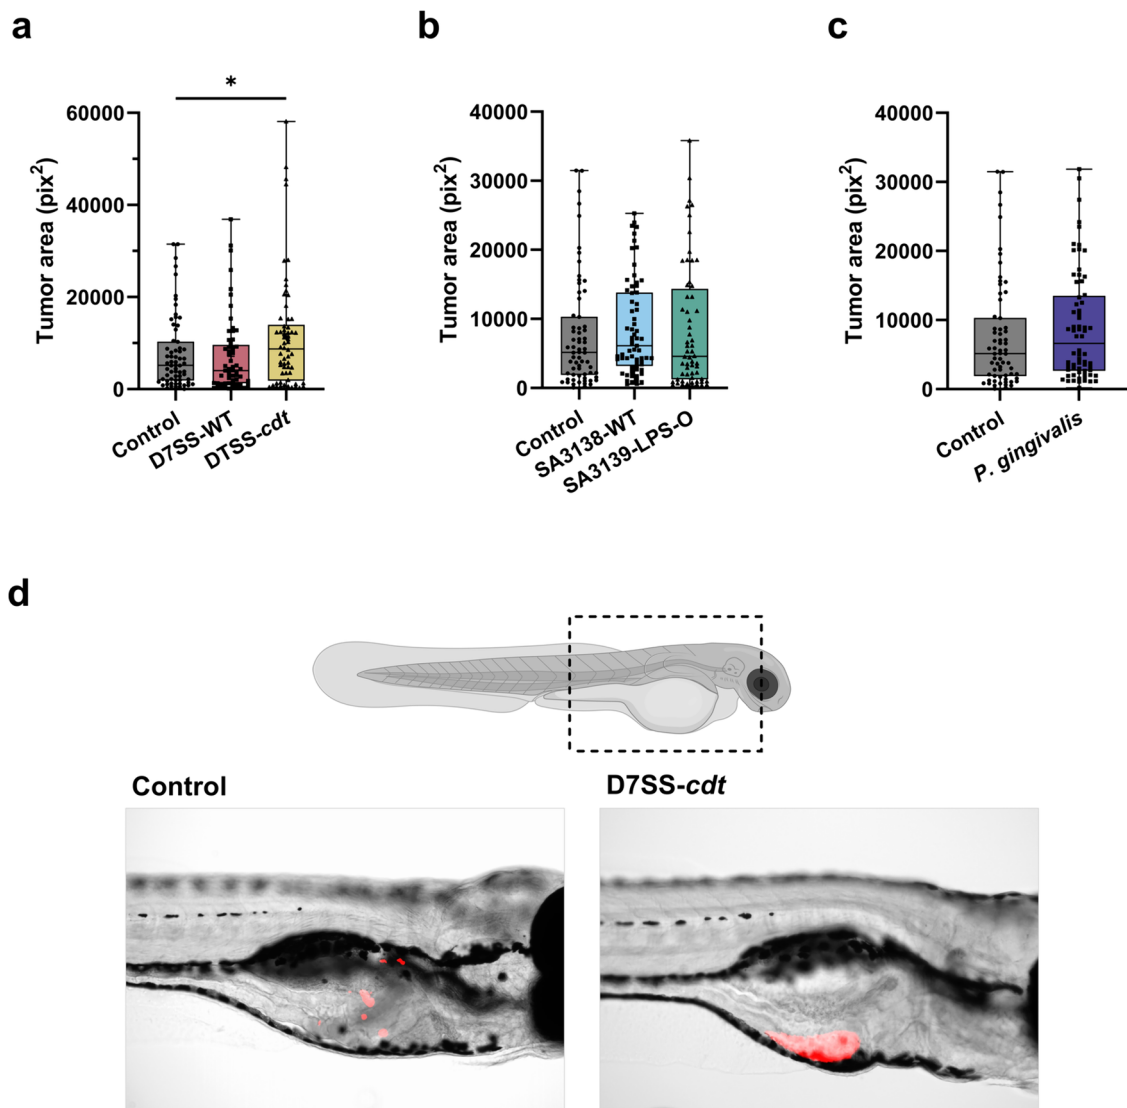 a
b
c
*
Tumor area (pix²)
60000
40000
20000
0
Control
D7SS-WT
DTSS-cdt
Tumor area (pix²)
40000
30000
20000
10000
0
Control
SA3138-WT
SA3139-LPS-O
Tumor area (pix²)
40000
30000
20000
10000
0
Control
P. gingivalis
d
Control
D7SS-cdt